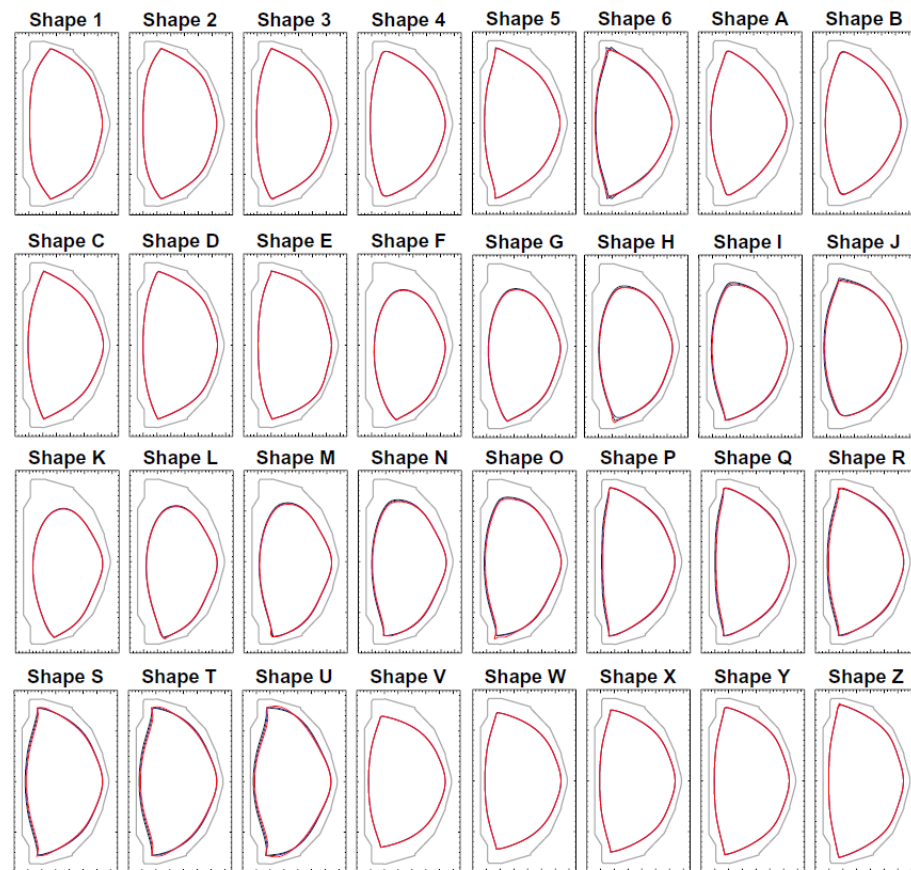 Shape 1 Shape 2 Shape 3 Shape 4 Shape 5 Shape 6 Shape A Shape B
Shape C Shape D Shape E Shape F Shape G Shape H Shape I Shape J
Shape K Shape L Shape M Shape N Shape O Shape P Shape Q Shape R
Shape S Shape T Shape U Shape V Shape W Shape X Shape Y Shape Z